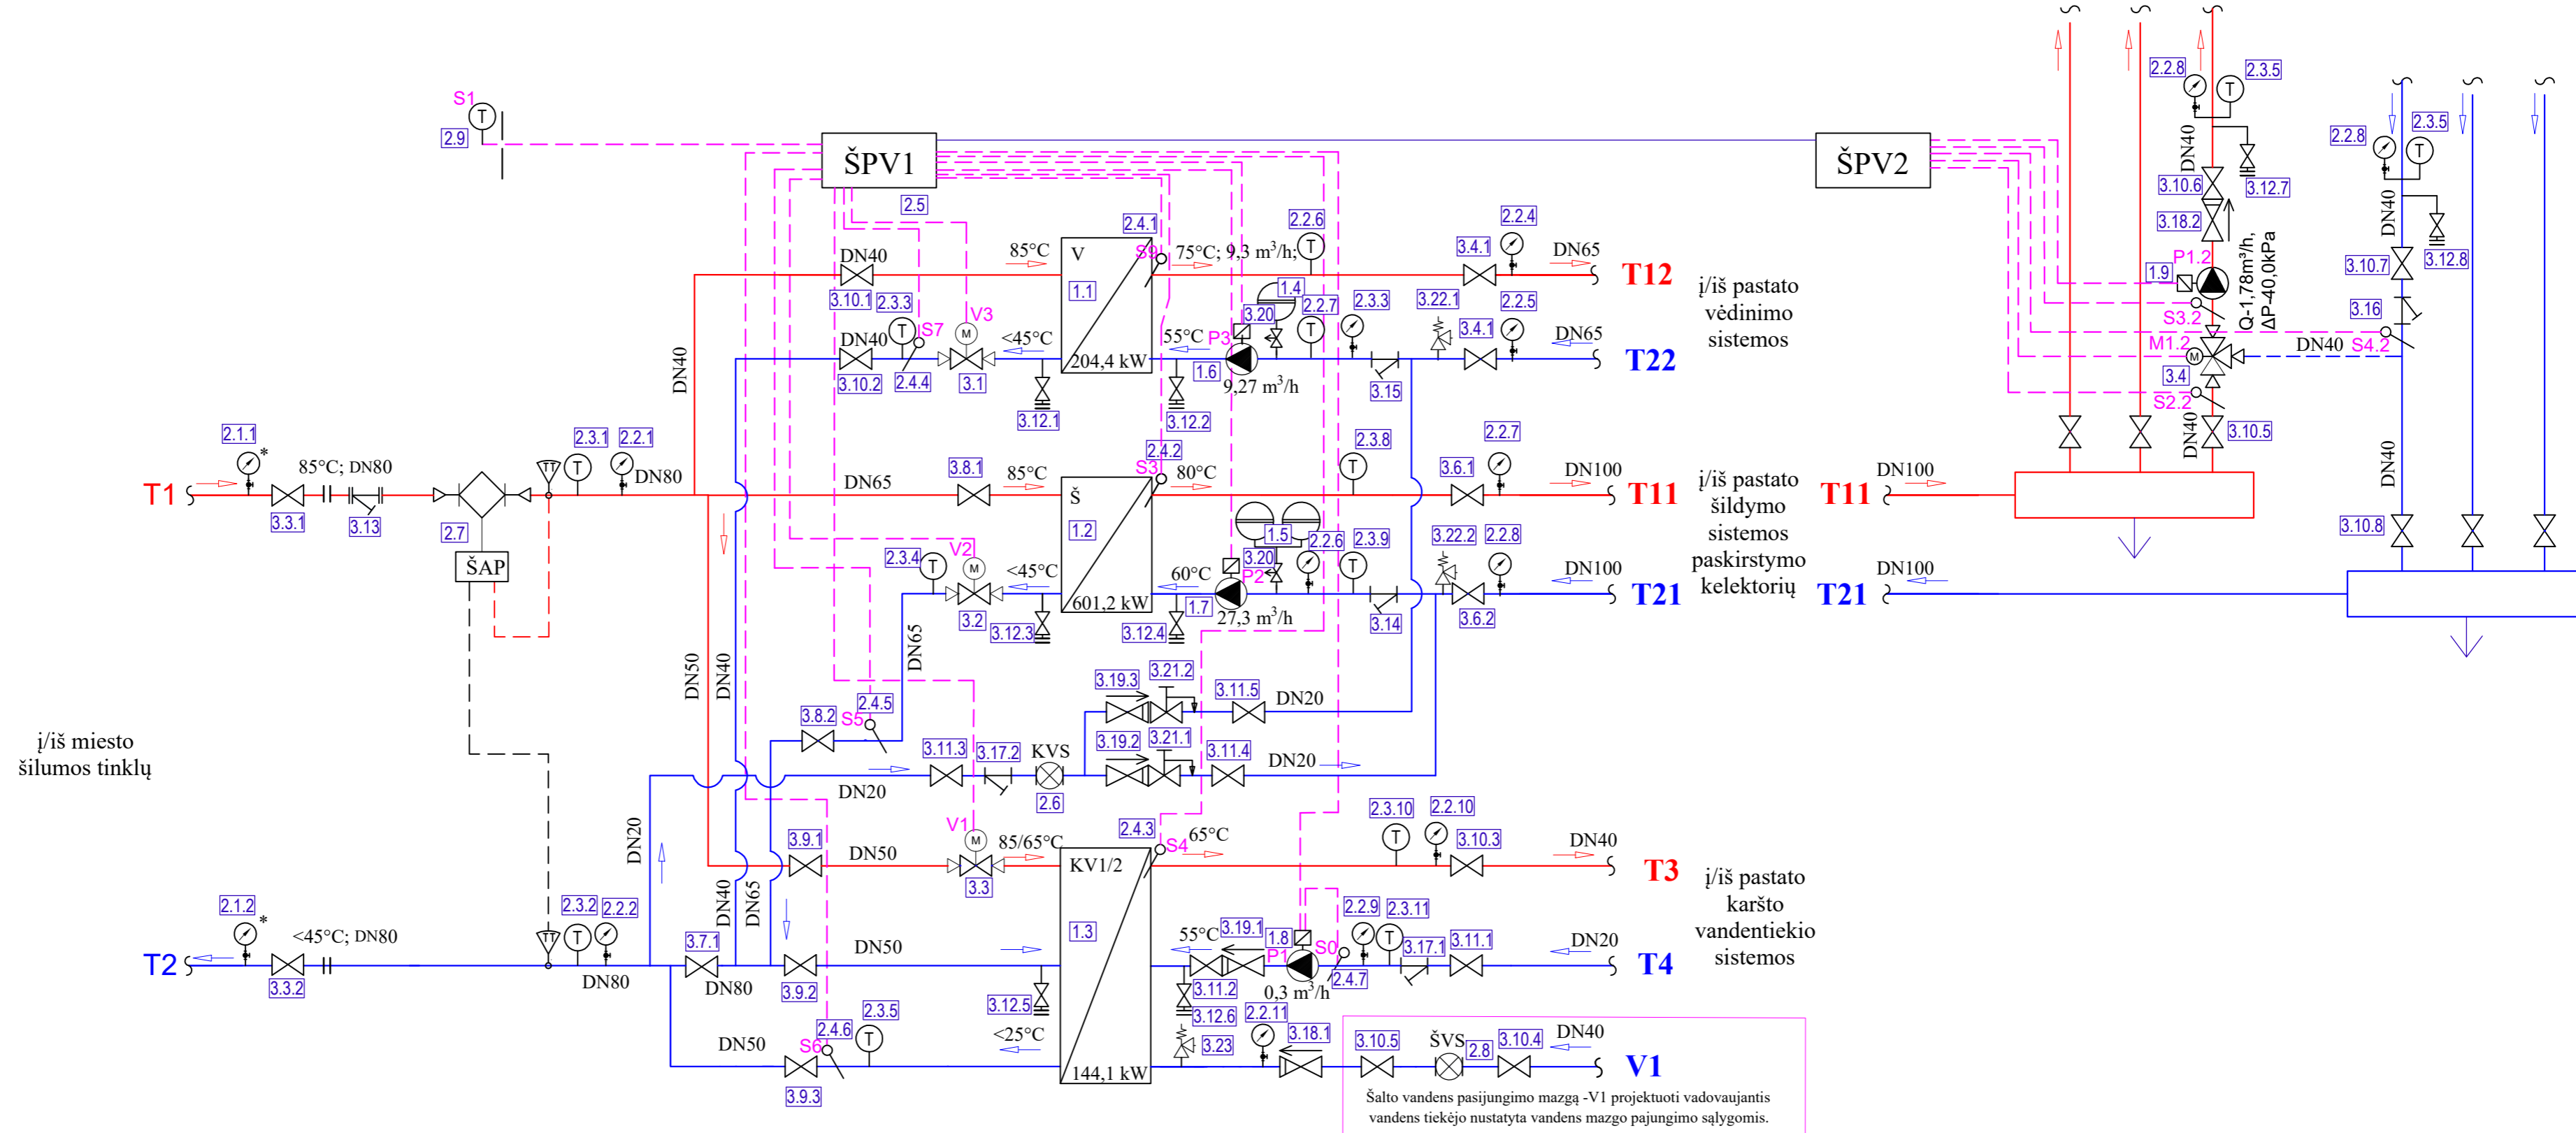 S1
T
2.9
ŠPV1
2.5
ŠPV2
2.2.8
2.3.5
T
DN40
3.10.6
3.12.7
3.18.2
P1.2
1.9
Q-1,78m³/h,
ΔP-40,0kPa
S3.2
M1.2
M
3.4
S2.2
DN40
3.10.5
DN40
S4.2
2.2.8
2.3.5
T
DN40
3.10.7
3.12.8
3.16
DN40
3.10.8
DN40
3.10.1
85°C
V
1.1
204,4 kW
2.4.1
S9
75°C; 9,3 m³/h;
2.2.6
T
3.4.1
2.2.4
DN65
T12
į/iš pastato
vėdinimo
sistemos
2.3.3
T
S7
V3
M
DN40
3.10.2
2.4.4
3.1
<45°C
3.12.1
55°C
3.12.2
P3
1.6
9,27 m³/h
3.20
1.4
2.2.7
T
2.3.3
3.15
3.22.1
3.4.1
2.2.5
DN65
T22
DN40
2.1.1
*
85°C; DN80
T1
3.3.1
3.13
2.7
ŠAP
TT
2.3.1
T
2.2.1
DN80
DN65
3.8.1
85°C
Š
1.2
601,2 kW
2.4.2
S3
80°C
2.3.8
T
3.6.1
2.2.7
DN100
T11
į/iš pastato
šildymo
sistemos
paskirstymo
kelektorių
T11
DN100
2.3.4
T
V2
M
3.2
<45°C
3.12.3
60°C
3.12.4
1.7
P2
27,3 m³/h
3.20
1.5
2.2.6
2.3.9
T
3.14
3.22.2
3.6.2
2.2.8
DN100
T21
T21
DN100
DN50
DN40
DN65
3.8.2
S5
2.4.5
3.19.3
3.21.2
3.11.5
DN20
3.11.3
3.17.2
KVS
2.6
3.19.2
3.21.1
3.11.4
DN20
DN20
į/iš miesto
šilumos tinklų
DN20
3.9.1
DN50
V1
M
3.3
85/65°C
KV1/2
1.3
144,1 kW
2.4.3
S4
65°C
2.3.10
T
2.2.10
3.10.3
DN40
T3
į/iš pastato
karšto
vandentiekio
sistemos
DN40
DN65
2.1.2
*
<45°C; DN80
T2
3.3.2
TT
2.3.2
T
2.2.2
DN80
3.7.1
DN80
3.9.2
DN50
3.12.5
55°C
3.19.1
3.11.2
3.12.6
P1
1.8
0,3 m³/h
S0
2.4.7
2.2.9
2.3.11
T
3.17.1
3.11.1
DN20
T4
DN50
3.9.3
S6
2.4.6
2.3.5
T
<25°C
3.23
2.2.11
3.18.1
3.10.5
ŠVS
2.8
3.10.4
DN40
V1
Šalto vandens pasijungimo mazgą -V1 projektuoti vadovaujantis
vandens tiekėjo nustatyta vandens mazgo pajungimo sąlygomis.